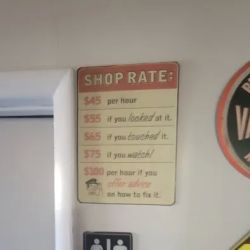 SHOP RATE:
$45 per hour
$55 if you looked at it.
$65 if you touched it.
$75 if you watch!
$100 per hour if you
offer advice
on how to fix it.